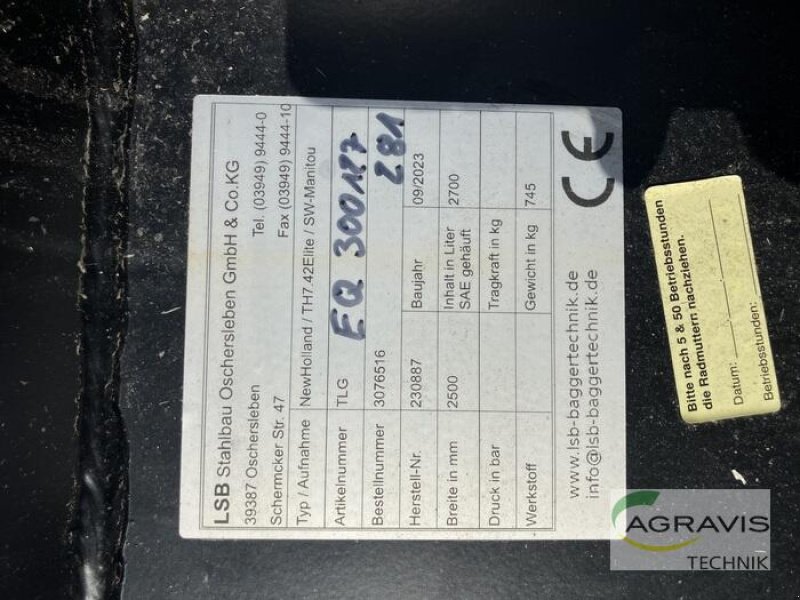 LSB Stahlbau Oschersleben GmbH & Co.KG
39387 Oschersleben Tel. (03949) 9444-0
Schermcker Str. 47 Fax (03949) 9444-10
Typ / Aufnahme NewHolland / TH7.42Elite / SW-Manitou
Artikelnummer TLG EQ 300187
Bestellnummer 3076516 281
Herstell-Nr. 230887 Baujahr 09/2023
Breite in mm 2500 Inhalt in Liter SAE gehäuft 2700
Druck in bar Tragkraft in kg
Werkstoff Gewicht in kg 745
www.lsb-baggertechnik.de
info@lsb-baggertechnik.de
CE
Bitte nach 5 & 50 Betriebsstunden
die Radmuttern nachziehen.
Datum:
Betriebsstunden:
AGRAVIS
TECHNIK